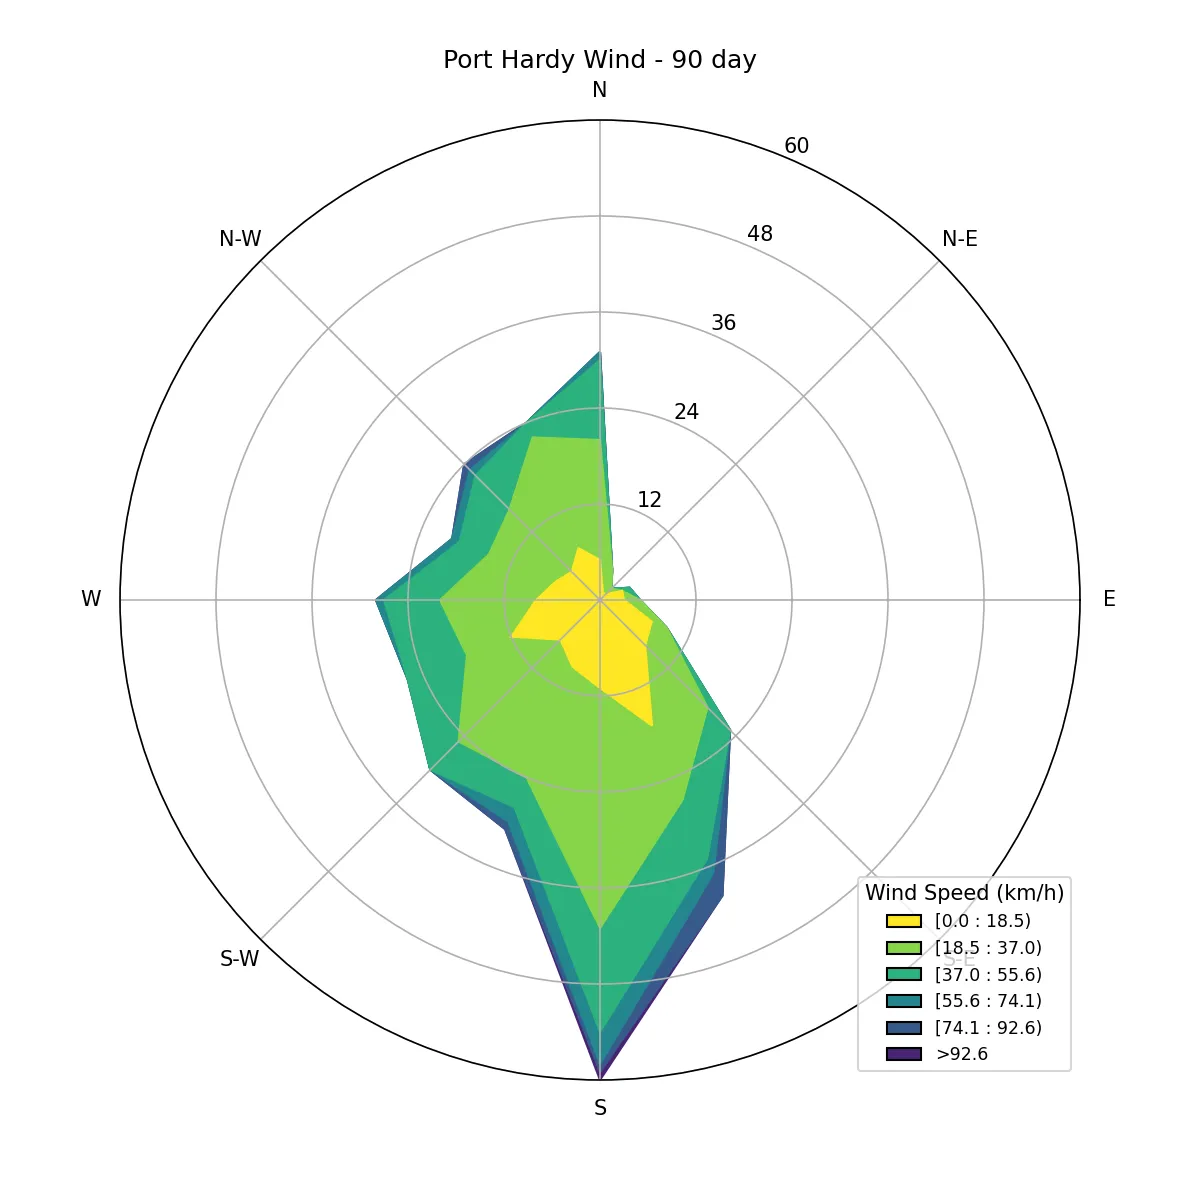 Port Hardy Wind - 90 day
N
60
N-W
48
N-E
36
24
12
W
E
Wind Speed (km/h)
[0.0 : 18.5)
[18.5 : 37.0)
S-W
S-E
[37.0 : 55.6)
[55.6 : 74.1)
[74.1 : 92.6)
>92.6
S